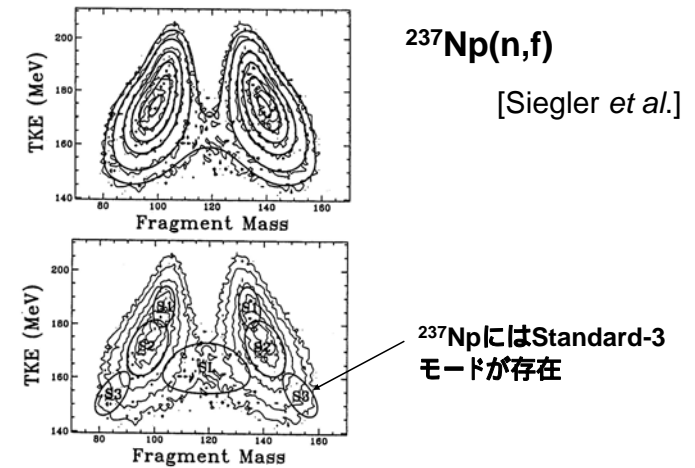 ²³⁷Np(n,f)
[Siegler et al.]
TKE (MeV)
200
180
160
140
80 100 120 140 160
Fragment Mass
TKE (MeV)
200
180
160
140
S1 S1
S2 S2
SL
S3 S3
80 100 120 140 160
Fragment Mass
²³⁷NpにはStandard-3
モードが存在